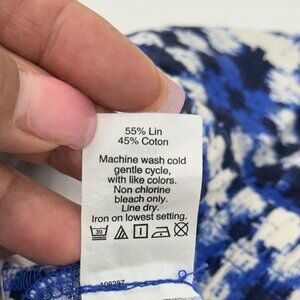 55% Lin
45% Coton
Machine wash cold
gentle cycle,
with like colors.
Non chlorine
bleach only.
Line dry.
Iron on lowest setting.
30